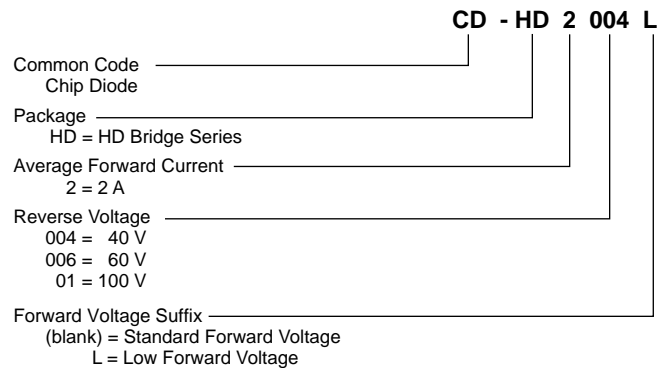 CD - HD 2 004 L
Common Code
Chip Diode
Package
HD = HD Bridge Series
Average Forward Current
2 = 2 A
Reverse Voltage
004 = 40 V
006 = 60 V
01 = 100 V
Forward Voltage Suffix
(blank) = Standard Forward Voltage
L = Low Forward Voltage